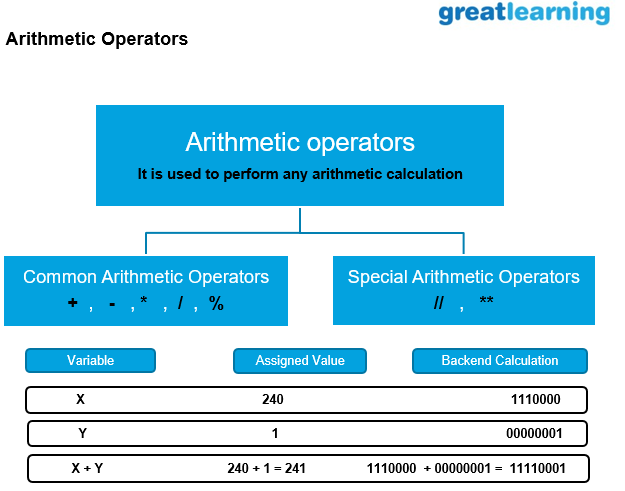 greatlearning
Arithmetic Operators
Arithmetic operators
It is used to perform any arithmetic calculation
Common Arithmetic Operators
+ , - , * , / , %
Special Arithmetic Operators
// , **
Variable Assigned Value Backend Calculation
X 240 1110000
Y 1 00000001
X + Y 240 + 1 = 241 1110000 + 00000001 = 11110001